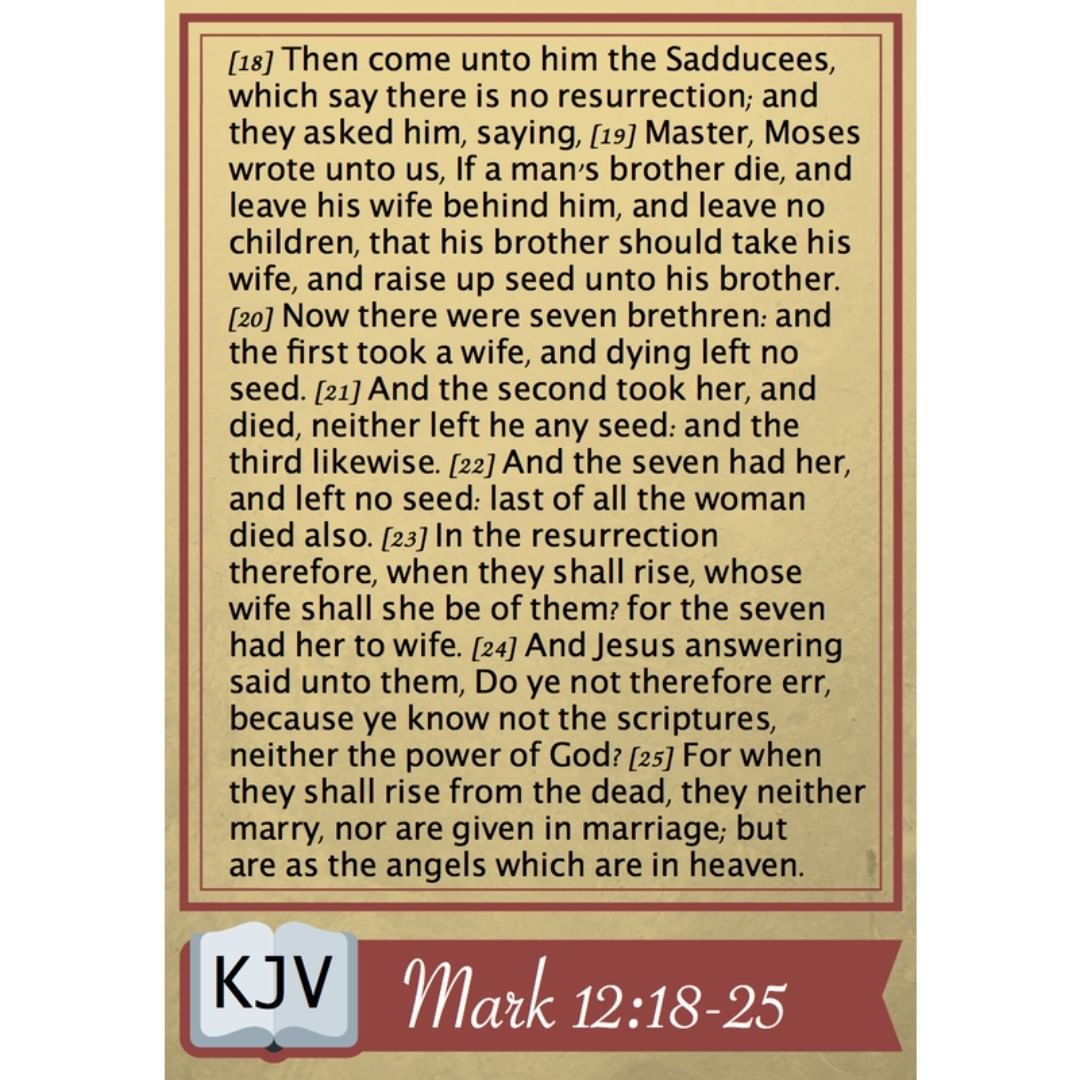 [18] Then come unto him the Sadducees,
which say there is no resurrection; and
they asked him, saying, [19] Master, Moses
wrote unto us, If a man's brother die, and
leave his wife behind him, and leave no
children, that his brother should take his
wife, and raise up seed unto his brother.
[20] Now there were seven brethren: and
the first took a wife, and dying left no
seed. [21] And the second took her, and
died, neither left he any seed: and the
third likewise. [22] And the seven had her,
and left no seed: last of all the woman
died also. [23] In the resurrection
therefore, when they shall rise, whose
wife shall she be of them? for the seven
had her to wife. [24] And Jesus answering
said unto them, Do ye not therefore err,
because ye know not the scriptures,
neither the power of God? [25] For when
they shall rise from the dead, they neither
marry, nor are given in marriage; but
are as the angels which are in heaven.
KJV
Mark 12:18-25